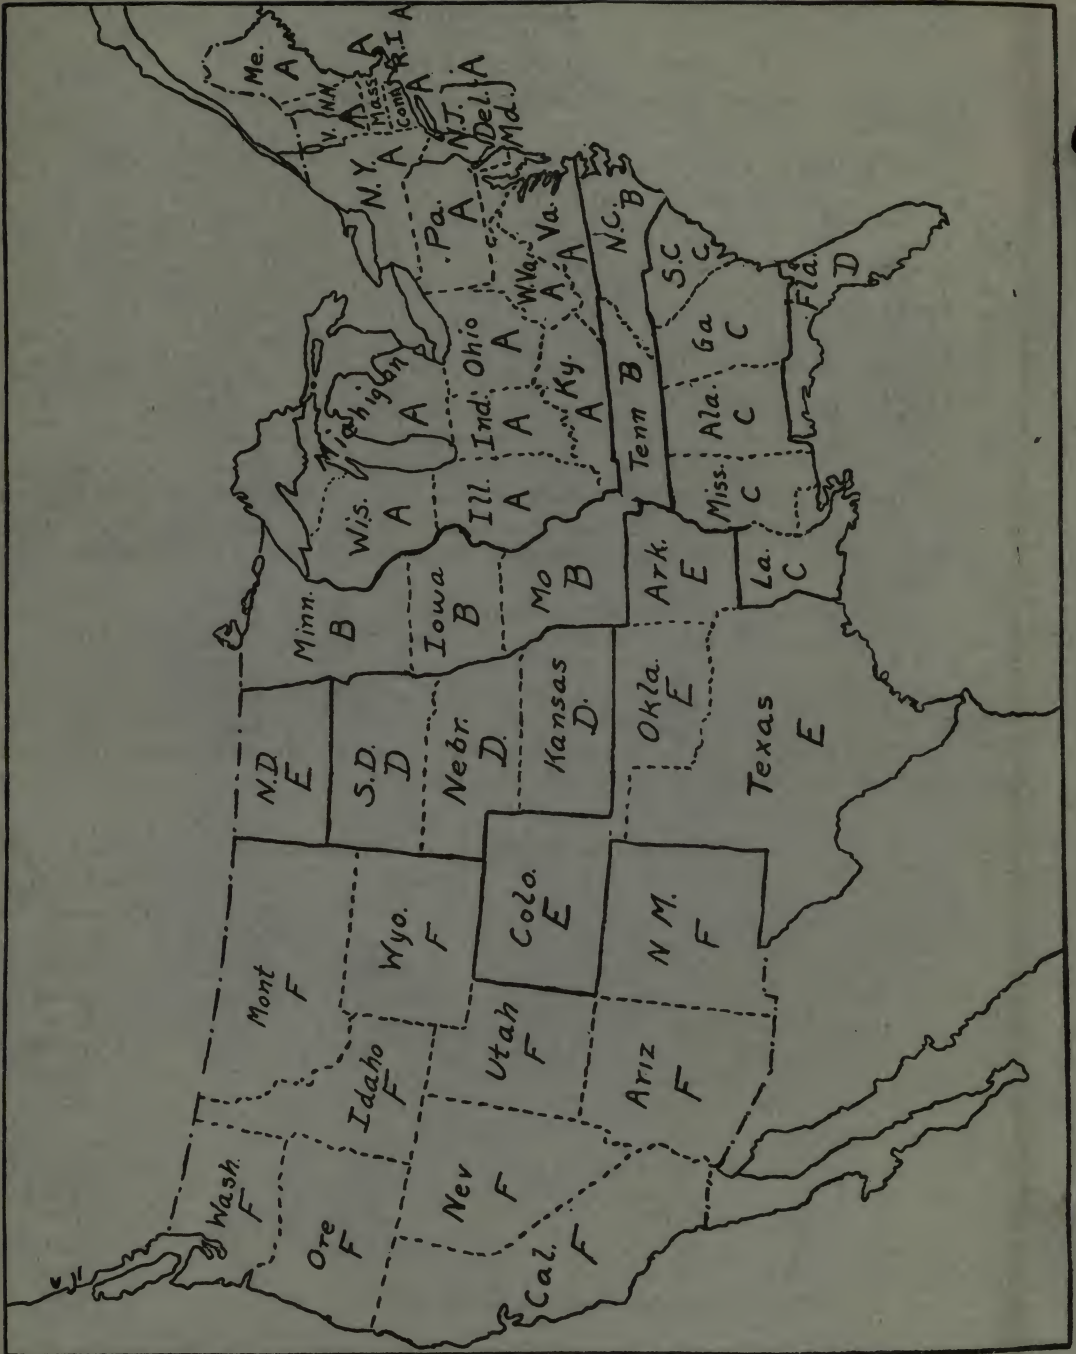 Wash.
F
Ore
F
Cal.
F
Nev
F
Idaho
F
Mont
F
Wyo.
F
Utah
F
Ariz
F
Colo.
E
N M.
F
N.D.
E
S.D.
D
Nebr.
D.
Kansas
D.
Okla.
E
Texas
E
Minn.
B
Iowa
B
Mo
B
Ark.
E
La.
C
Wis.
A
Ill.
A
Michigan
A
Ind.
A
Ohio
A
Ky.
A
Tenn B
Miss.
C
Ala.
C
Ga
C
Fla.
D
S.C
C
N.C.
B
Va.
A
W.Va.
A
Pa.
A
N.Y.
A
V.
N.H.
A
Me.
A
Mass
A
Conn
A
R.I A
N.J.
Del.
Md.
A